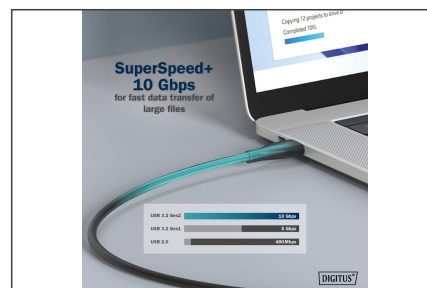 Copying 12 projects to drive D
Completed 10%
SuperSpeed+
10 Gbps
for fast data transfer of
large files
USB 3.2 Gen2 10 Gbps
USB 3.2 Gen1 5 Gbps
USB 2.0 480Mbps
DIGITUS®